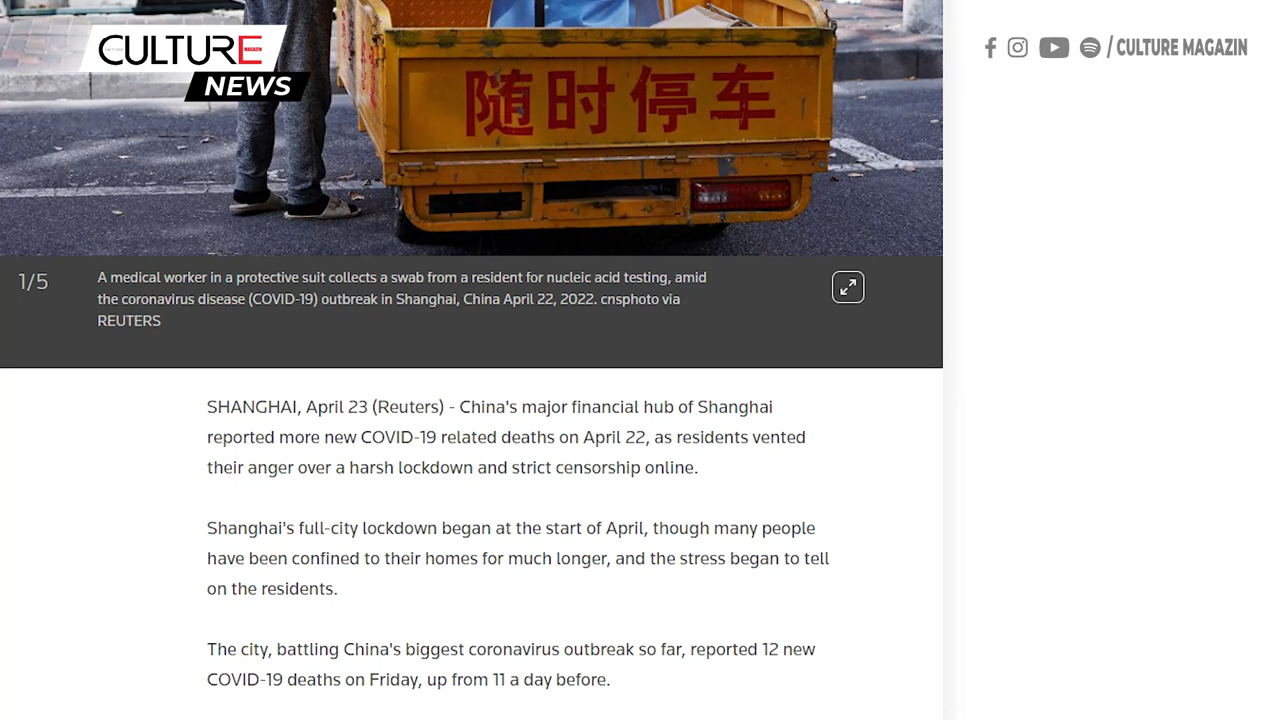 CULTURE
NEWS
/ CULTURE MAGAZIN
随时停车
1/5
A medical worker in a protective suit collects a swab from a resident for nucleic acid testing, amid
the coronavirus disease (COVID-19) outbreak in Shanghai, China April 22, 2022. cnsphoto via
REUTERS
SHANGHAI, April 23 (Reuters) - China's major financial hub of Shanghai
reported more new COVID-19 related deaths on April 22, as residents vented
their anger over a harsh lockdown and strict censorship online.
Shanghai's full-city lockdown began at the start of April, though many people
have been confined to their homes for much longer, and the stress began to tell
on the residents.
The city, battling China's biggest coronavirus outbreak so far, reported 12 new
COVID-19 deaths on Friday, up from 11 a day before.